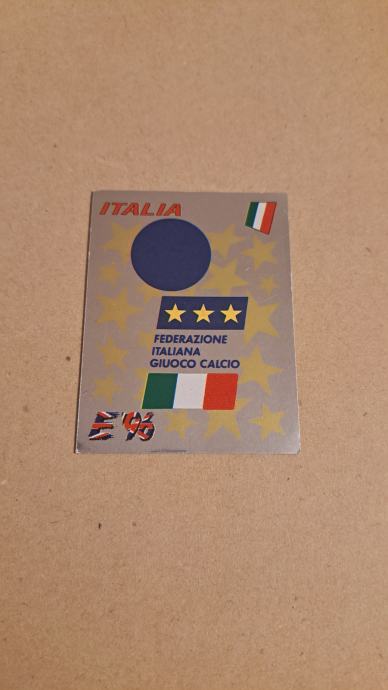 ITALIA
FEDERAZIONE
ITALIANA
GIUOCO CALCIO
E'96